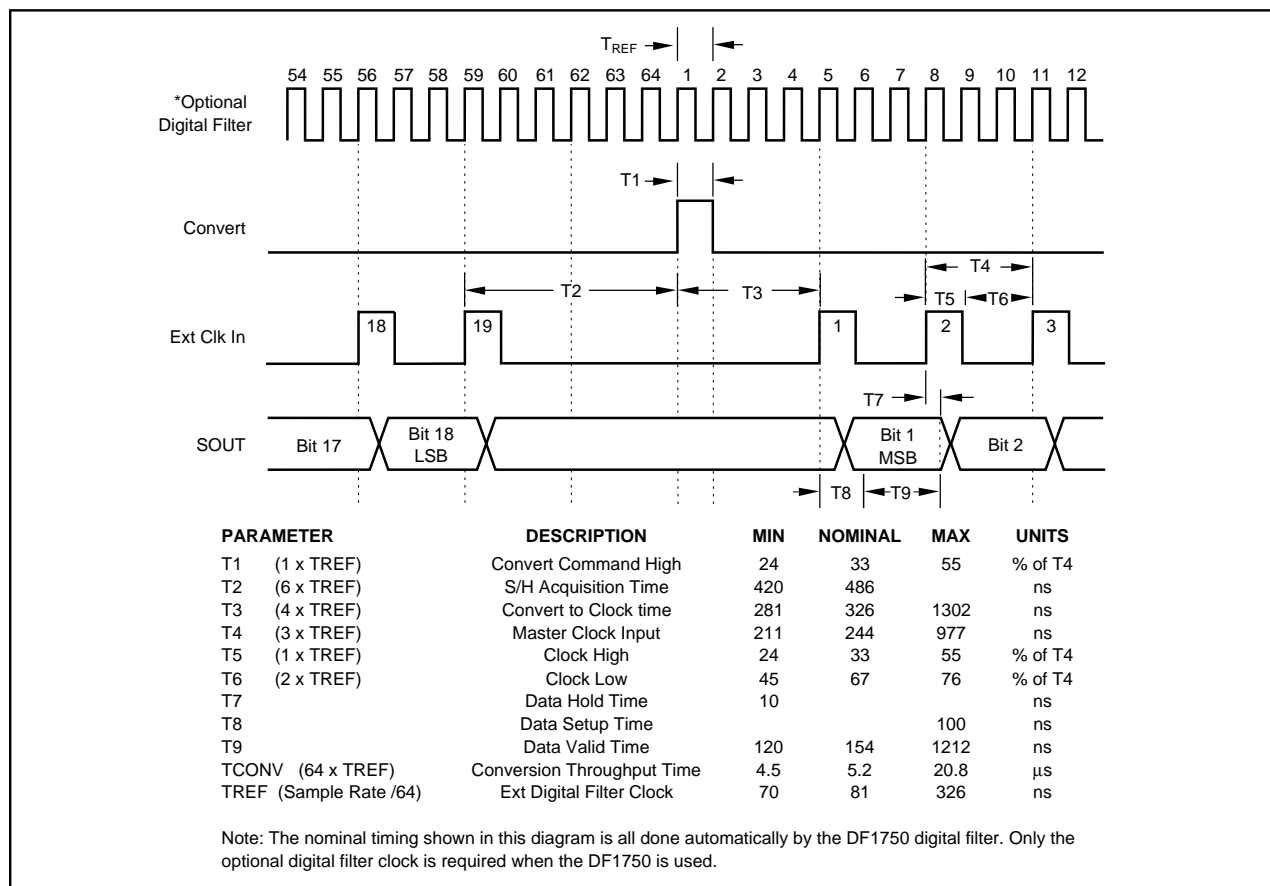 TREF
54 55 56 57 58 59 60 61 62 63 64 1 2 3 4 5 6 7 8 9 10 11 12
*Optional
Digital Filter
T1
Convert
T4
T2 T3 T5 T6
Ext Clk In 18 19 1 2 3
T7
SOUT Bit 17 Bit 18 Bit 1 Bit 2
LSB MSB
T8 T9
PARAMETER DESCRIPTION MIN NOMINAL MAX UNITS
T1 (1 x TREF) Convert Command High 24 33 55 % of T4
T2 (6 x TREF) S/H Acquisition Time 420 486 ns
T3 (4 x TREF) Convert to Clock time 281 326 1302 ns
T4 (3 x TREF) Master Clock Input 211 244 977 ns
T5 (1 x TREF) Clock High 24 33 55 % of T4
T6 (2 x TREF) Clock Low 45 67 76 % of T4
T7 Data Hold Time 10 ns
T8 Data Setup Time 100 ns
T9 Data Valid Time 120 154 1212 ns
TCONV (64 x TREF) Conversion Throughput Time 4.5 5.2 20.8 µs
TREF (Sample Rate /64) Ext Digital Filter Clock 70 81 326 ns
Note: The nominal timing shown in this diagram is all done automatically by the DF1750 digital filter. Only the
optional digital filter clock is required when the DF1750 is used.